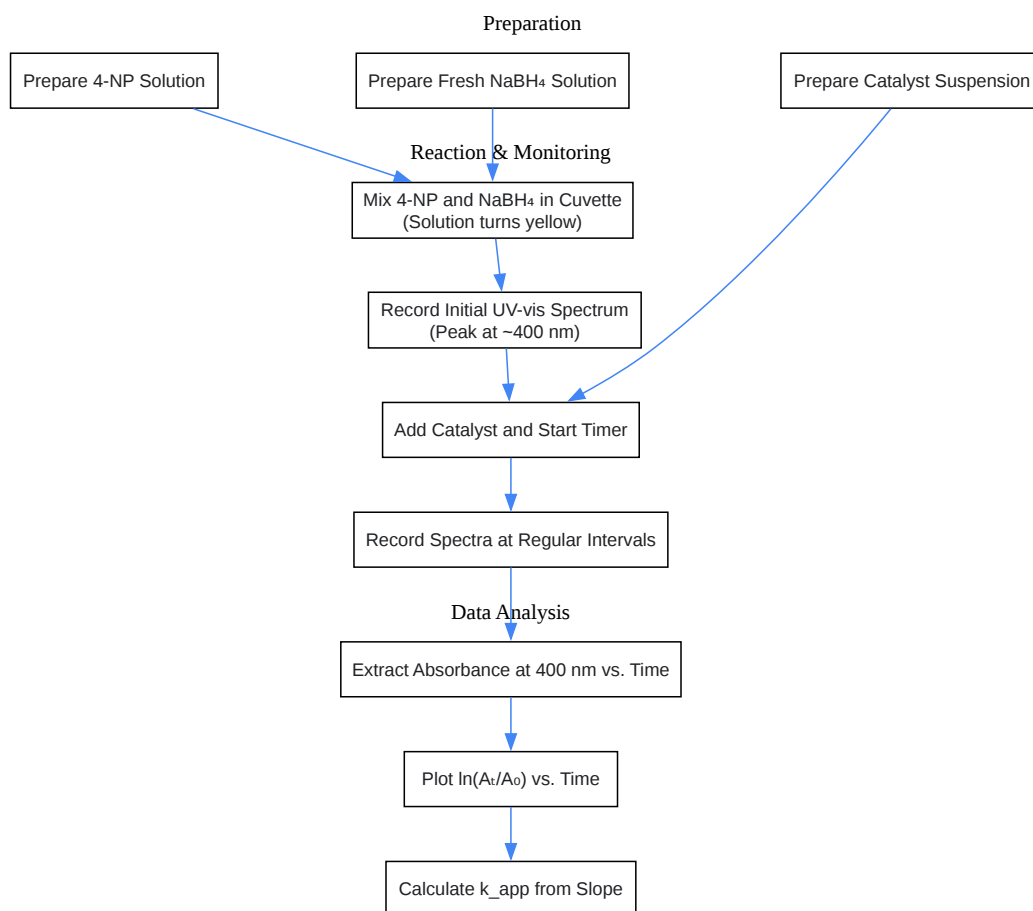 Preparation
Prepare 4-NP Solution
Prepare Fresh NaBH₄ Solution
Prepare Catalyst Suspension
Reaction & Monitoring
Mix 4-NP and NaBH₄ in Cuvette
(Solution turns yellow)
Record Initial UV-vis Spectrum
(Peak at ~400 nm)
Add Catalyst and Start Timer
Record Spectra at Regular Intervals
Data Analysis
Extract Absorbance at 400 nm vs. Time
Plot ln(Aₜ/A₀) vs. Time
Calculate k_app from Slope